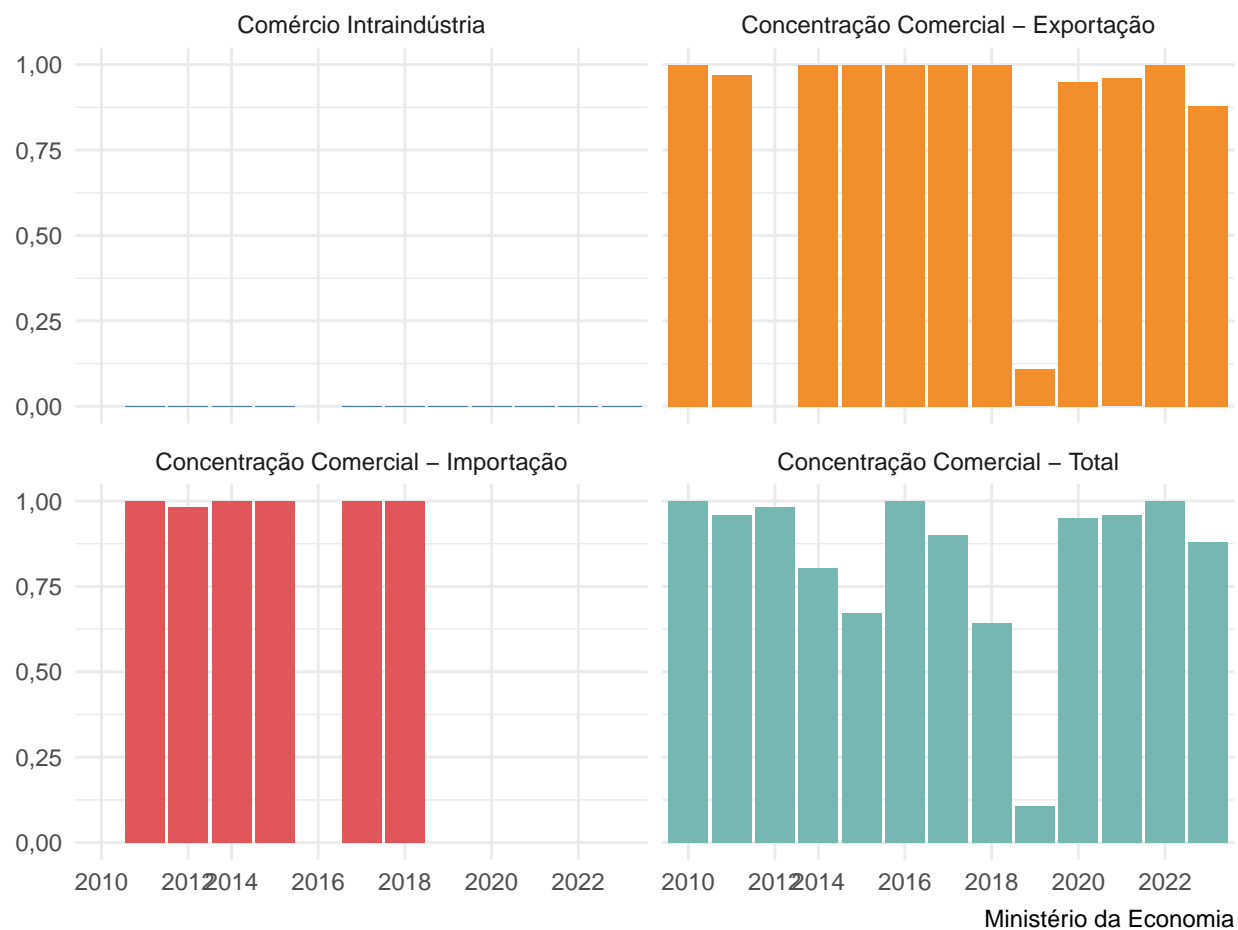 Comércio Intraindústria
Concentração Comercial – Exportação
1,00
0,75
0,50
0,25
0,00
Concentração Comercial – Importação
Concentração Comercial – Total
1,00
0,75
0,50
0,25
0,00
2010 2012 2014 2016 2018 2020 2022
2010 2012 2014 2016 2018 2020 2022
Ministério da Economia